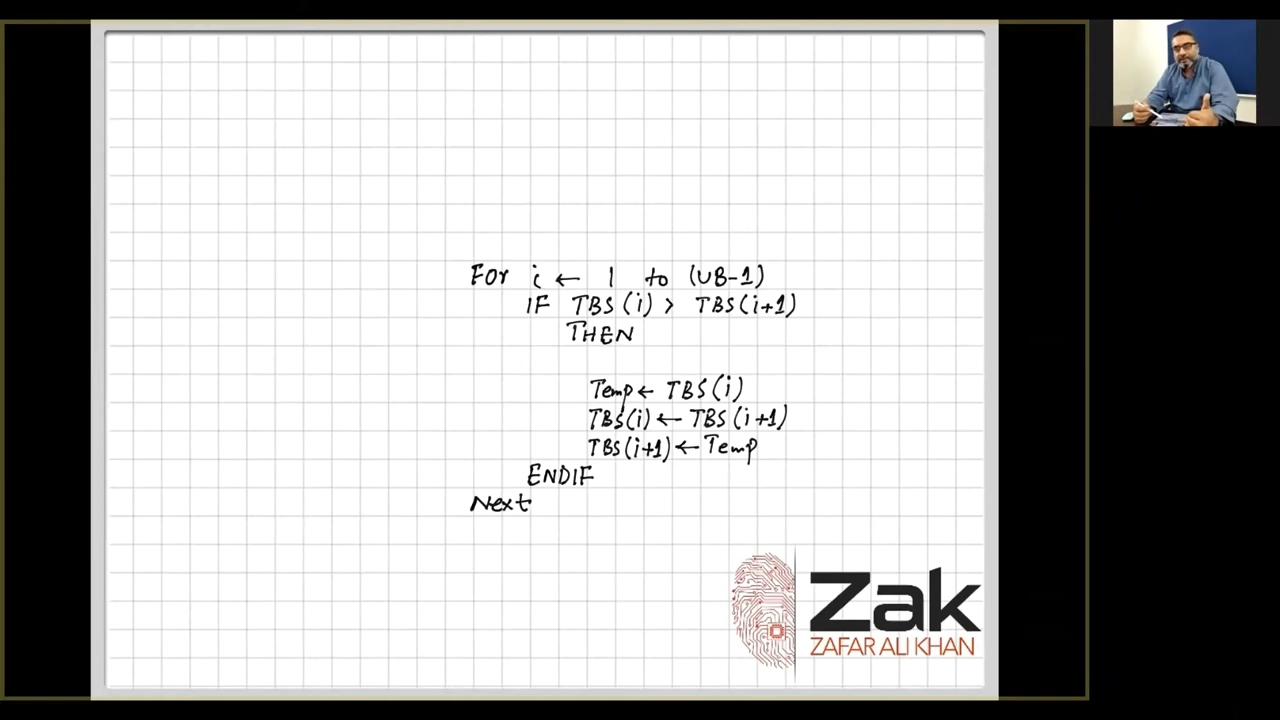 For i ← 1 to (UB-1)
IF TBS(i) > TBS(i+1)
THEN
Temp ← TBS(i)
TBS(i) ← TBS(i+1)
TBS(i+1) ← Temp
ENDIF
Next
Zak
ZAFAR ALI KHAN